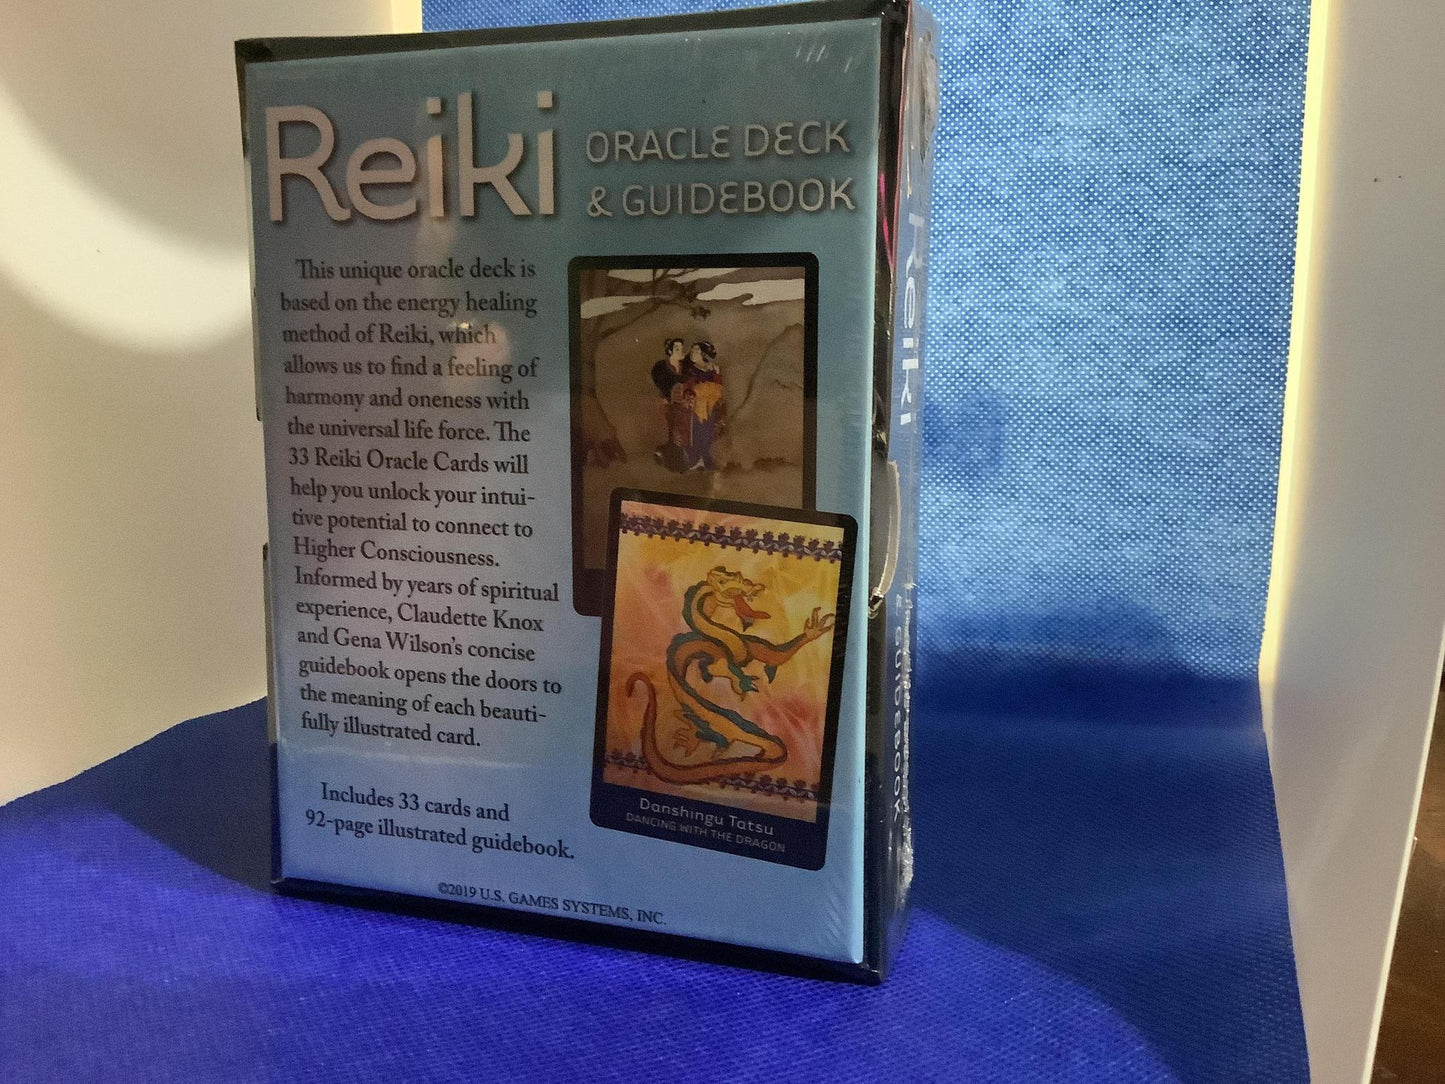 Reiki
ORACLE DECK
& GUIDEBOOK
This unique oracle deck is
based on the energy healing
method of Reiki, which
allows us to find a feeling of
harmony and oneness with
the universal life force. The
33 Reiki Oracle Cards will
help you unlock your intui-
tive potential to connect to
Higher Consciousness.
Informed by years of spiritual
experience, Claudette Knox
and Gena Wilson's concise
guidebook opens the doors to
the meaning of each beauti-
fully illustrated card.
Includes 33 cards and
92-page illustrated guidebook.
Danshingu Tatsu
DANCING WITH THE DRAGON
©2019 U.S. GAMES SYSTEMS, INC.
Reiki
& GUIDEBOOK